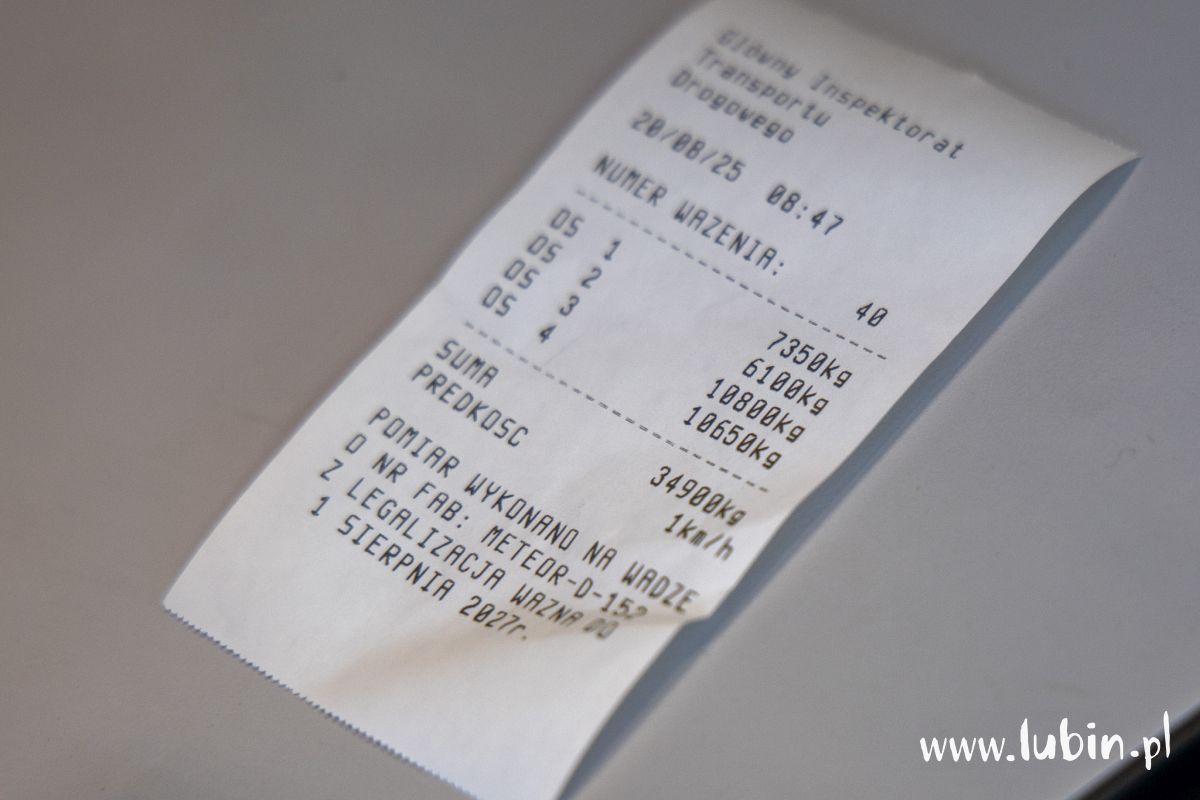 Główny Inspektorat
Transportu
Drogowego
20/08/25 08:47
NUMER WAZENIA: 40
OS 1 7350kg
OS 2 6100kg
OS 3 10800kg
OS 4 10650kg
SUMA 34900kg
PREDKOSC 1km/h
POMIAR WYKONANO NA WADZE
O NR FAB: METEOR-D-152
Z LEGALIZACJA WAZNA DO
1 SIERPNIA 2027r.
www.lubin.pl